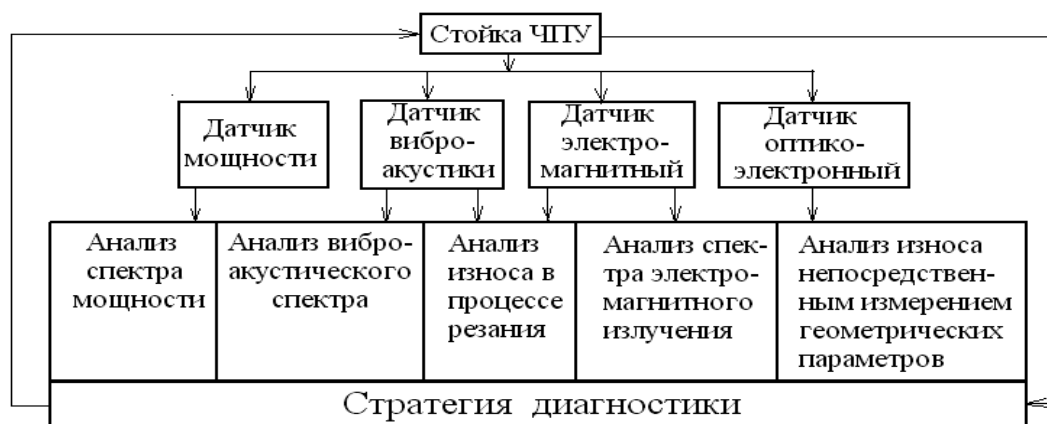 Стойка ЧПУ
Датчик
мощности
Датчик
вибро-
акустики
Датчик
электро-
магнитный
Датчик
оптико-
электронный
Анализ
спектра
мощности
Анализ вибро-
акустического
спектра
Анализ
износа в
процессе
резания
Анализ спек-
тра электро-
магнитного
излучения
Анализ износа
непосредствен-
ным измерением
геометрических
параметров
Стратегия диагностики